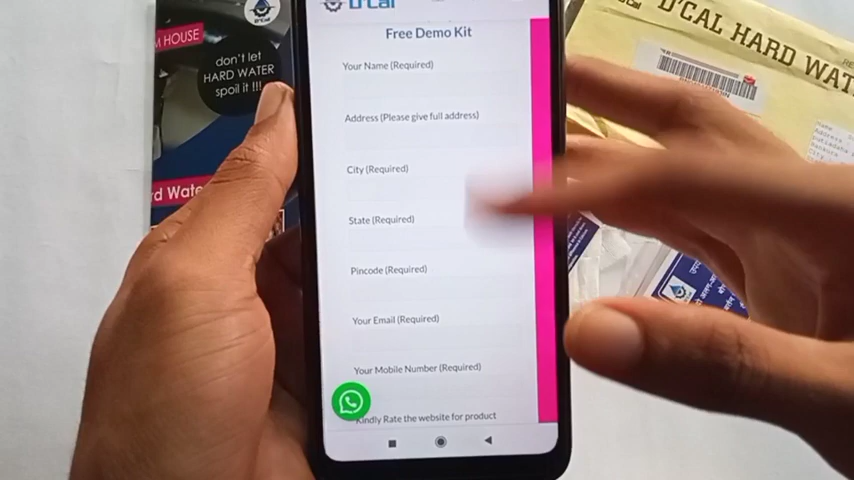 D'Cal
Free Demo Kit
Your Name (Required)
Address (Please give full address)
City (Required)
State (Required)
Pincode (Required)
Your Email (Required)
Your Mobile Number (Required)
Kindly Rate the website for product
M HOUSE
don't let
HARD WATER
spoil it !!!
rd Wate
D'CAL HARD WAT